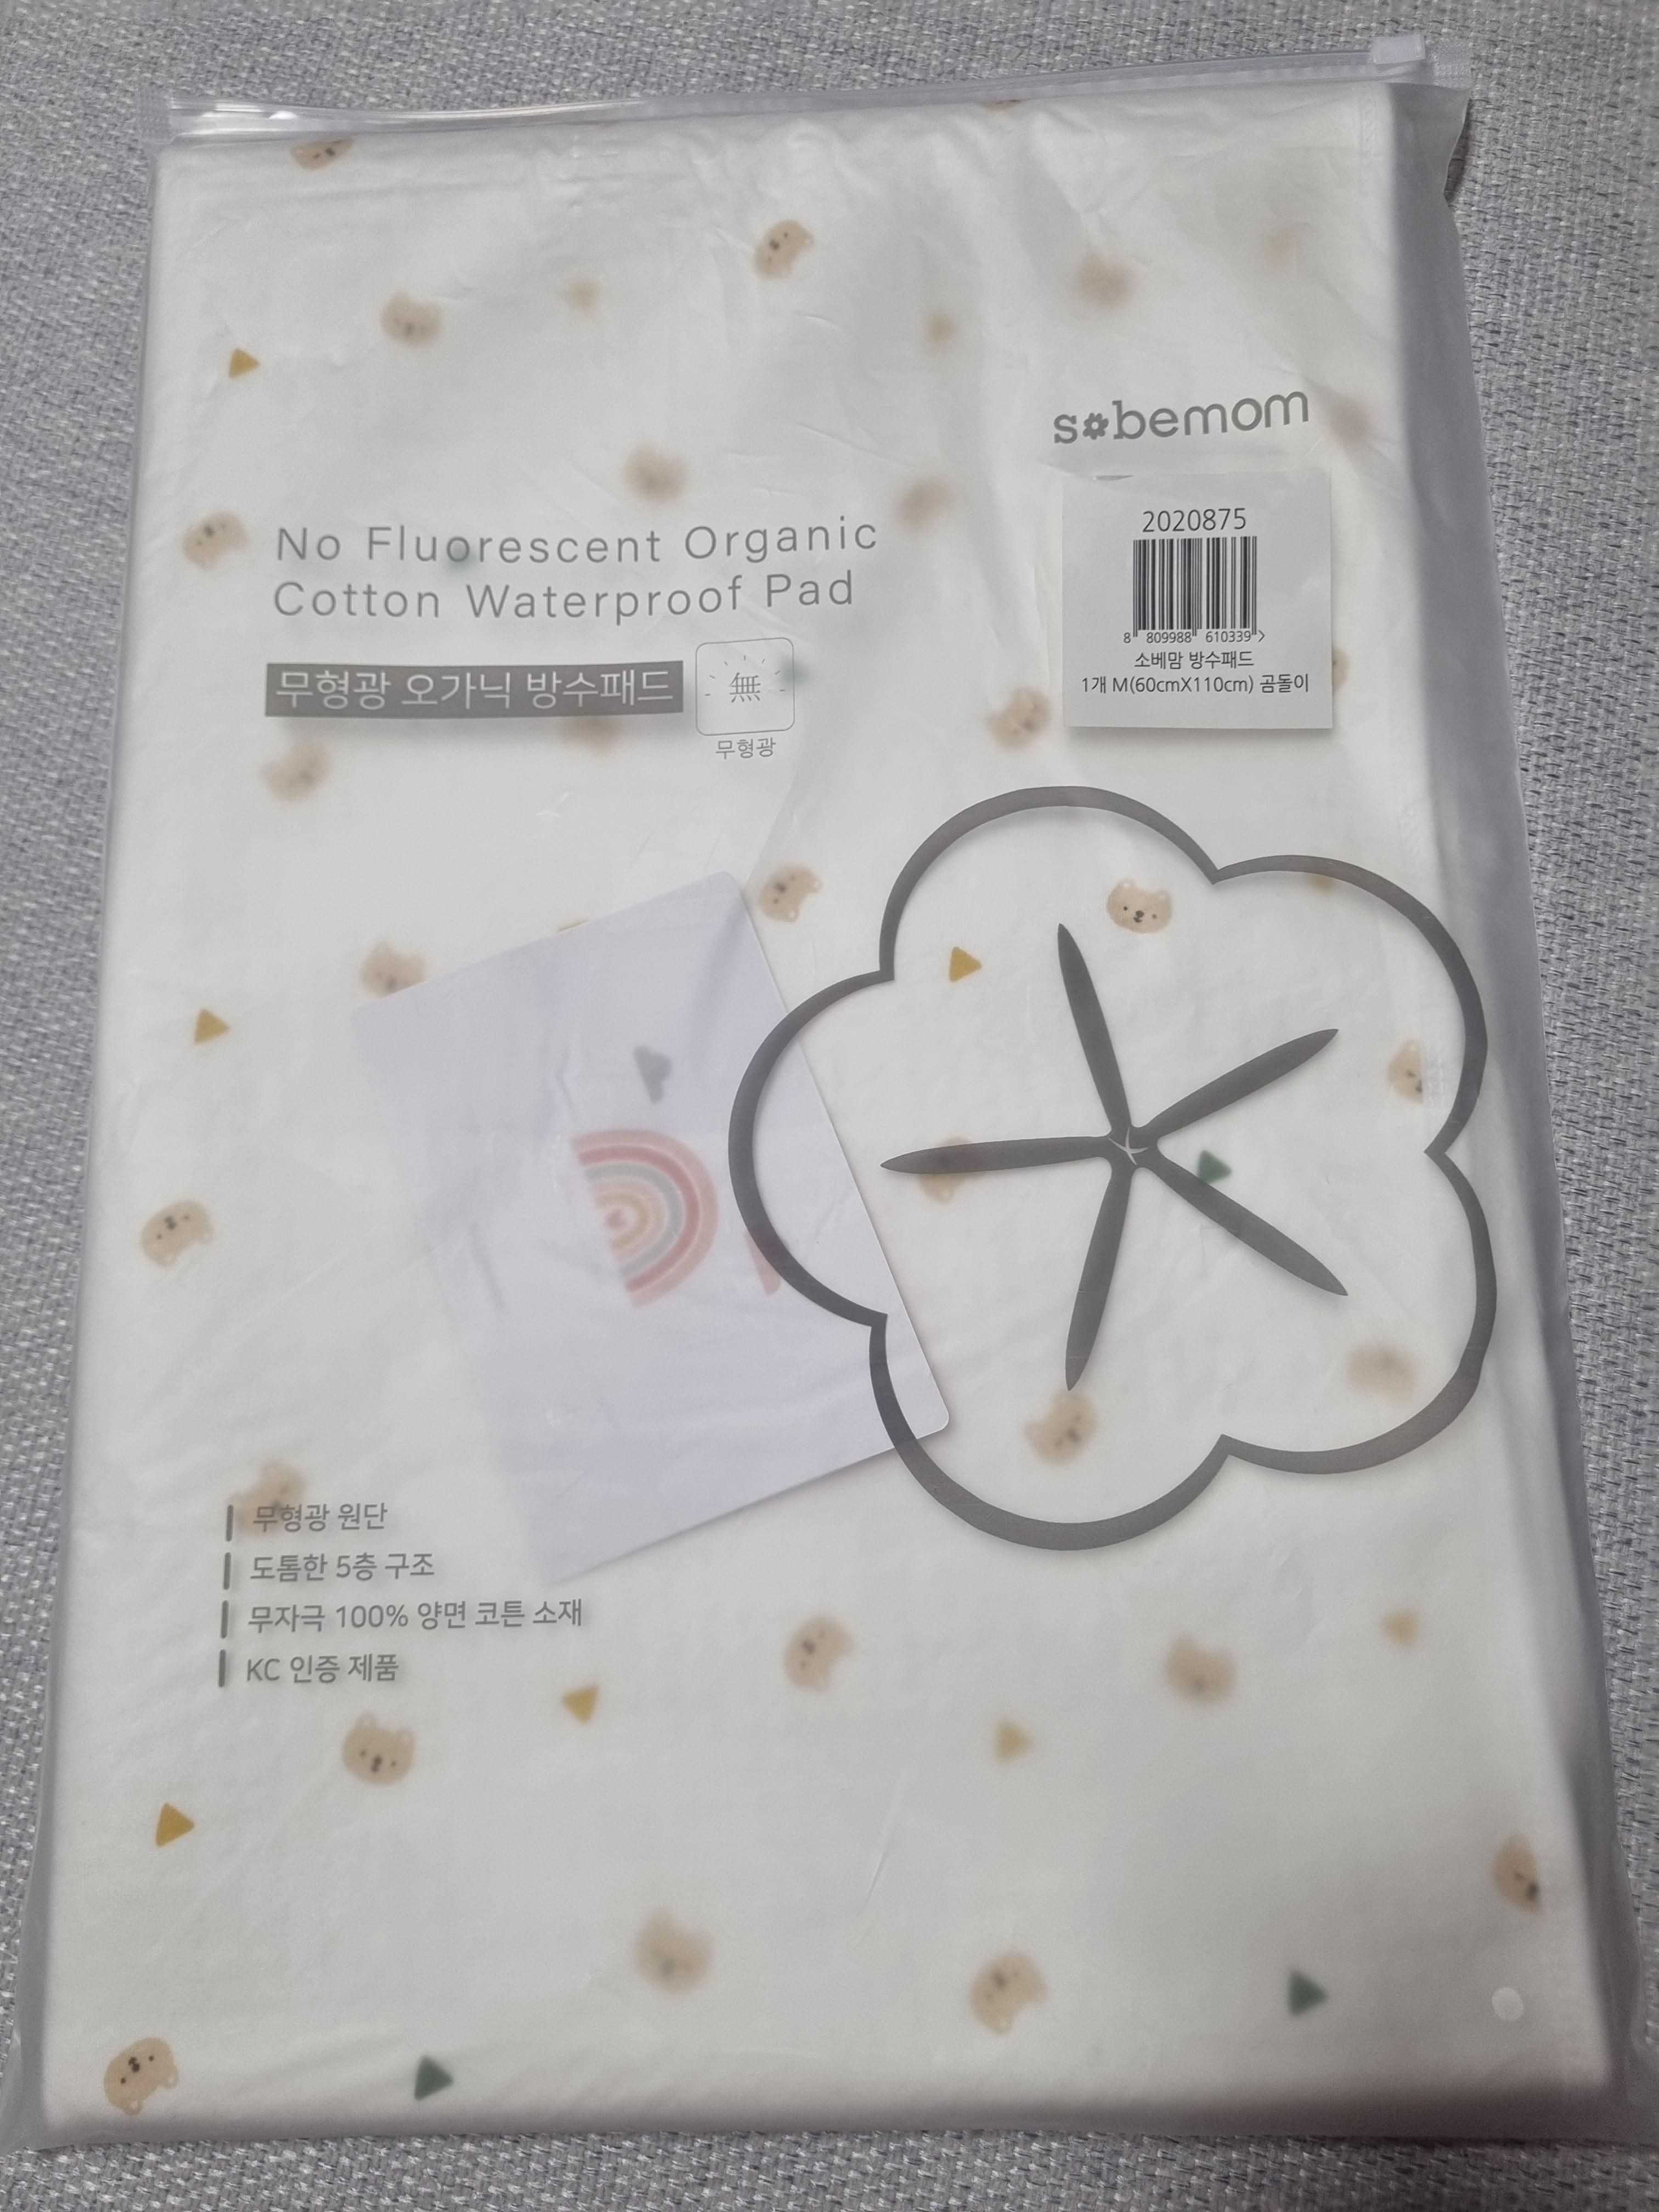 sobemom
No Fluorescent Organic
Cotton Waterproof Pad
무형광 오가닉 방수패드
無
무형광
2020875
8 809988 610339 >
소베맘 방수패드
1개 M(60cmX110cm) 곰돌이
무형광 원단
도톰한 5층 구조
무자극 100% 양면 코튼 소재
KC 인증 제품